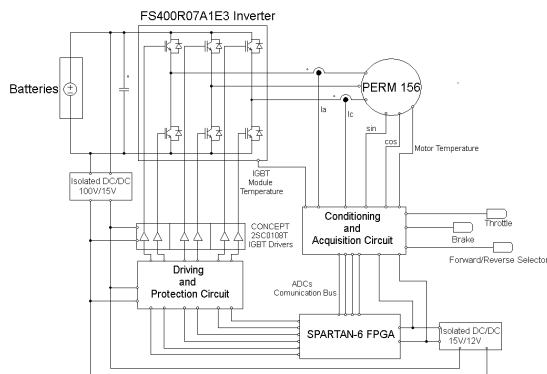 FS400R07A1E3 Inverter
Batteries
PERM 156
Ia
Ic
sin
cos
Motor Temperature
IGBT
Module
Temperature
Isolated DC/DC
100V/15V
CONCEPT
2SC0108T
IGBT Drivers
Conditioning
and
Acquisition Circuit
Throttle
Brake
Forward/Reverse Selector
Driving
and
Protection Circuit
ADCs
Comunication Bus
SPARTAN-6 FPGA
Isolated DC/DC
15V/12V